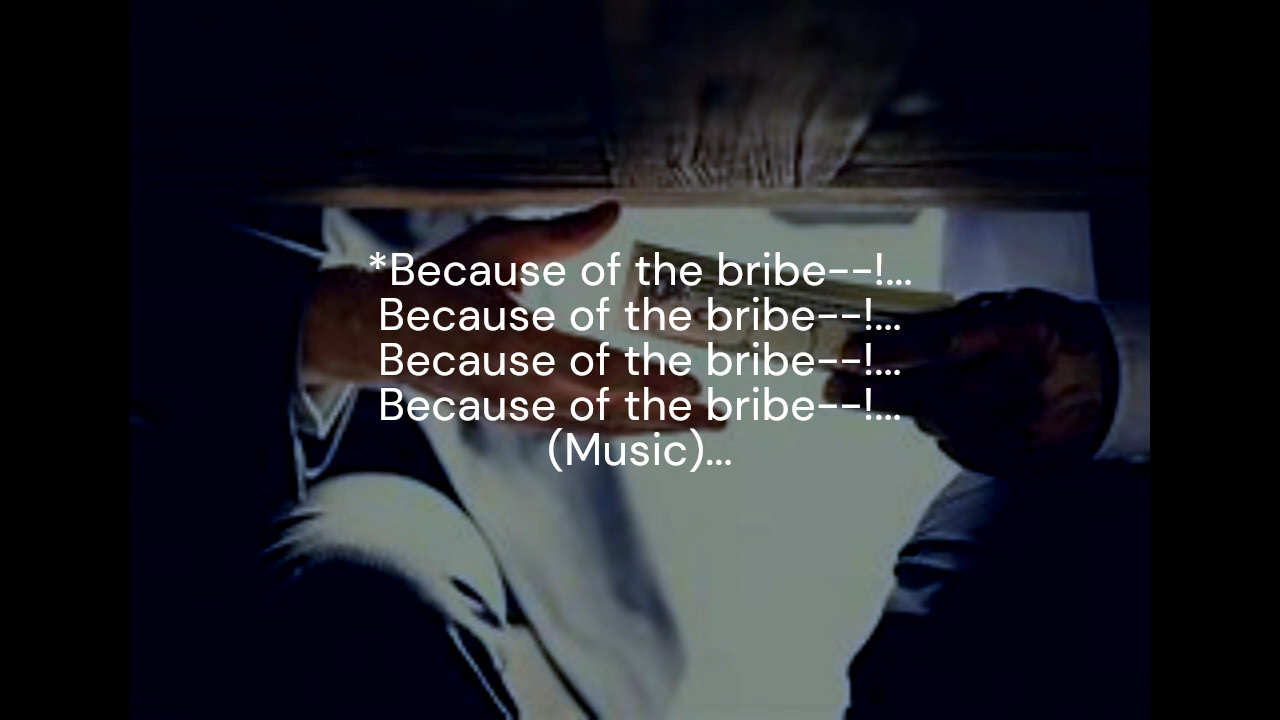 *Because of the bribe--!...
Because of the bribe--!...
Because of the bribe--!...
Because of the bribe--!...
(Music)...